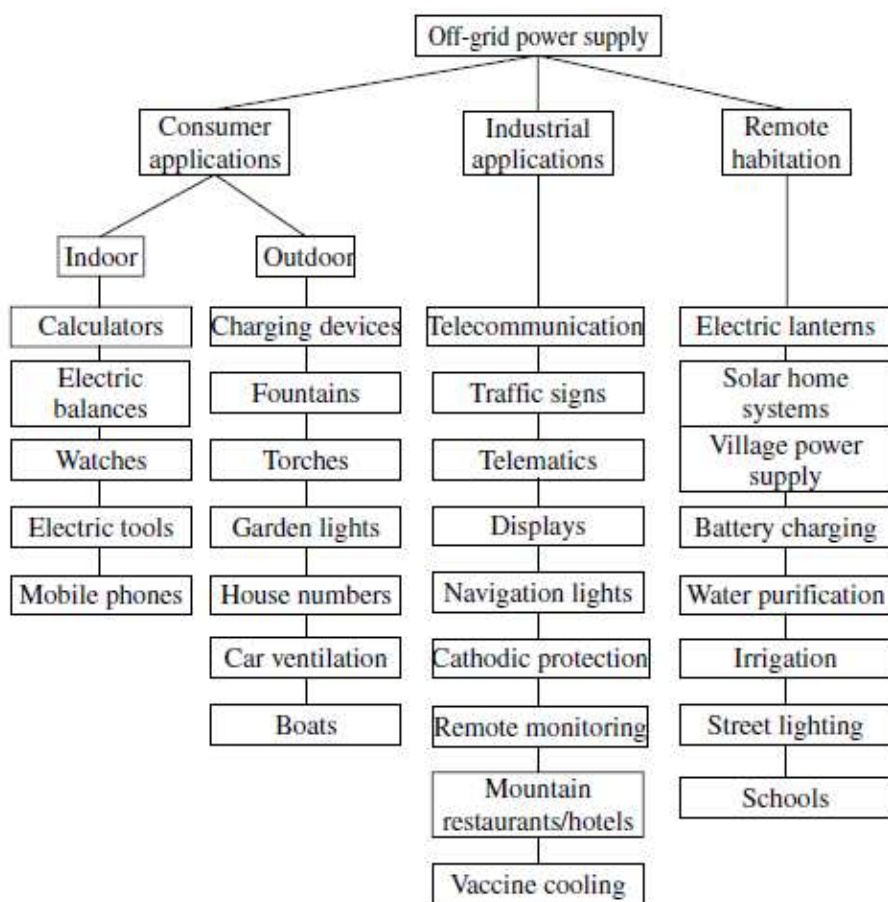 Off-grid power supply
Consumer
applications
Industrial
applications
Remote
habitation
Indoor
Outdoor
Calculators
Electric
balances
Watches
Electric tools
Mobile phones
Charging devices
Fountains
Torches
Garden lights
House numbers
Car ventilation
Boats
Telecommunication
Traffic signs
Telematics
Displays
Navigation lights
Cathodic protection
Remote monitoring
Mountain
restaurants/hotels
Vaccine cooling
Electric lanterns
Solar home
systems
Village power
supply
Battery charging
Water purification
Irrigation
Street lighting
Schools